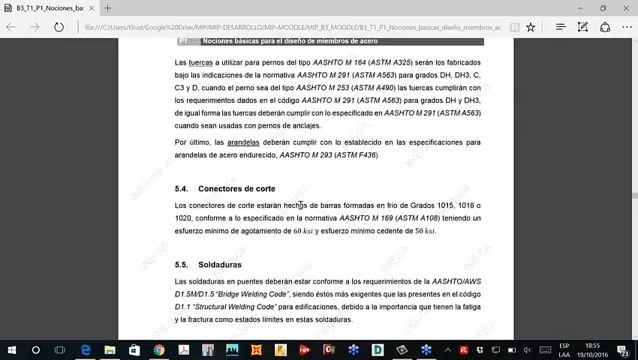 B3_T1_P1_Nociones_ba
file:///C:/Users/Eliud/Google%20Drive/MIP/MIP-DESARROLLO/MIP-MOODLE/MIP_B3_MOODLE/B3_T1_P1_Nociones_basicas_diseño_miembros_ac
P1 Nociones básicas para el diseño de miembros de acero
Las tuercas a utilizar para pernos del tipo AASHTO M 164 (ASTM A325) serán los fabricados
bajo las indicaciones de la normativa AASHTO M 291 (ASTM A563) para grados DH, DH3, C,
C3 y D, cuando el perno sea del tipo AASHTO M 253 (ASTM A490) las tuercas cumplirán con
los requerimientos dados en el código AASHTO M 291 (ASTM A563) para grados DH y DH3,
de igual forma las tuercas deberán cumplir con lo especificado en AASHTO M 291 (ASTM A563)
cuando sean usadas con pernos de anclajes.
Por último, las arandelas deberán cumplir con lo establecido en las especificaciones para
arandelas de acero endurecido, AASHTO M 293 (ASTM F436).
5.4. Conectores de corte
Los conectores de corte estarán hechos de barras formadas en frio de Grados 1015, 1018 o
1020, conforme a lo especificado en la normativa AASHTO M 169 (ASTM A108) teniendo un
esfuerzo mínimo de agotamiento de 60 ksi y esfuerzo mínimo cedente de 50 ksi.
5.5. Soldaduras
Las soldaduras en puentes deberán estar conforme a los requerimientos de la AASHTO/AWS
D1.5M/D1.5 “Bridge Welding Code”, siendo éstos más exigentes que las presentes en el código
D1.1 “Structural Welding Code” para edificaciones, debido a la importancia que tienen la fatiga
y la fractura como estados límites en estas soldaduras.
ESP 18:55
LAA 19/10/2016